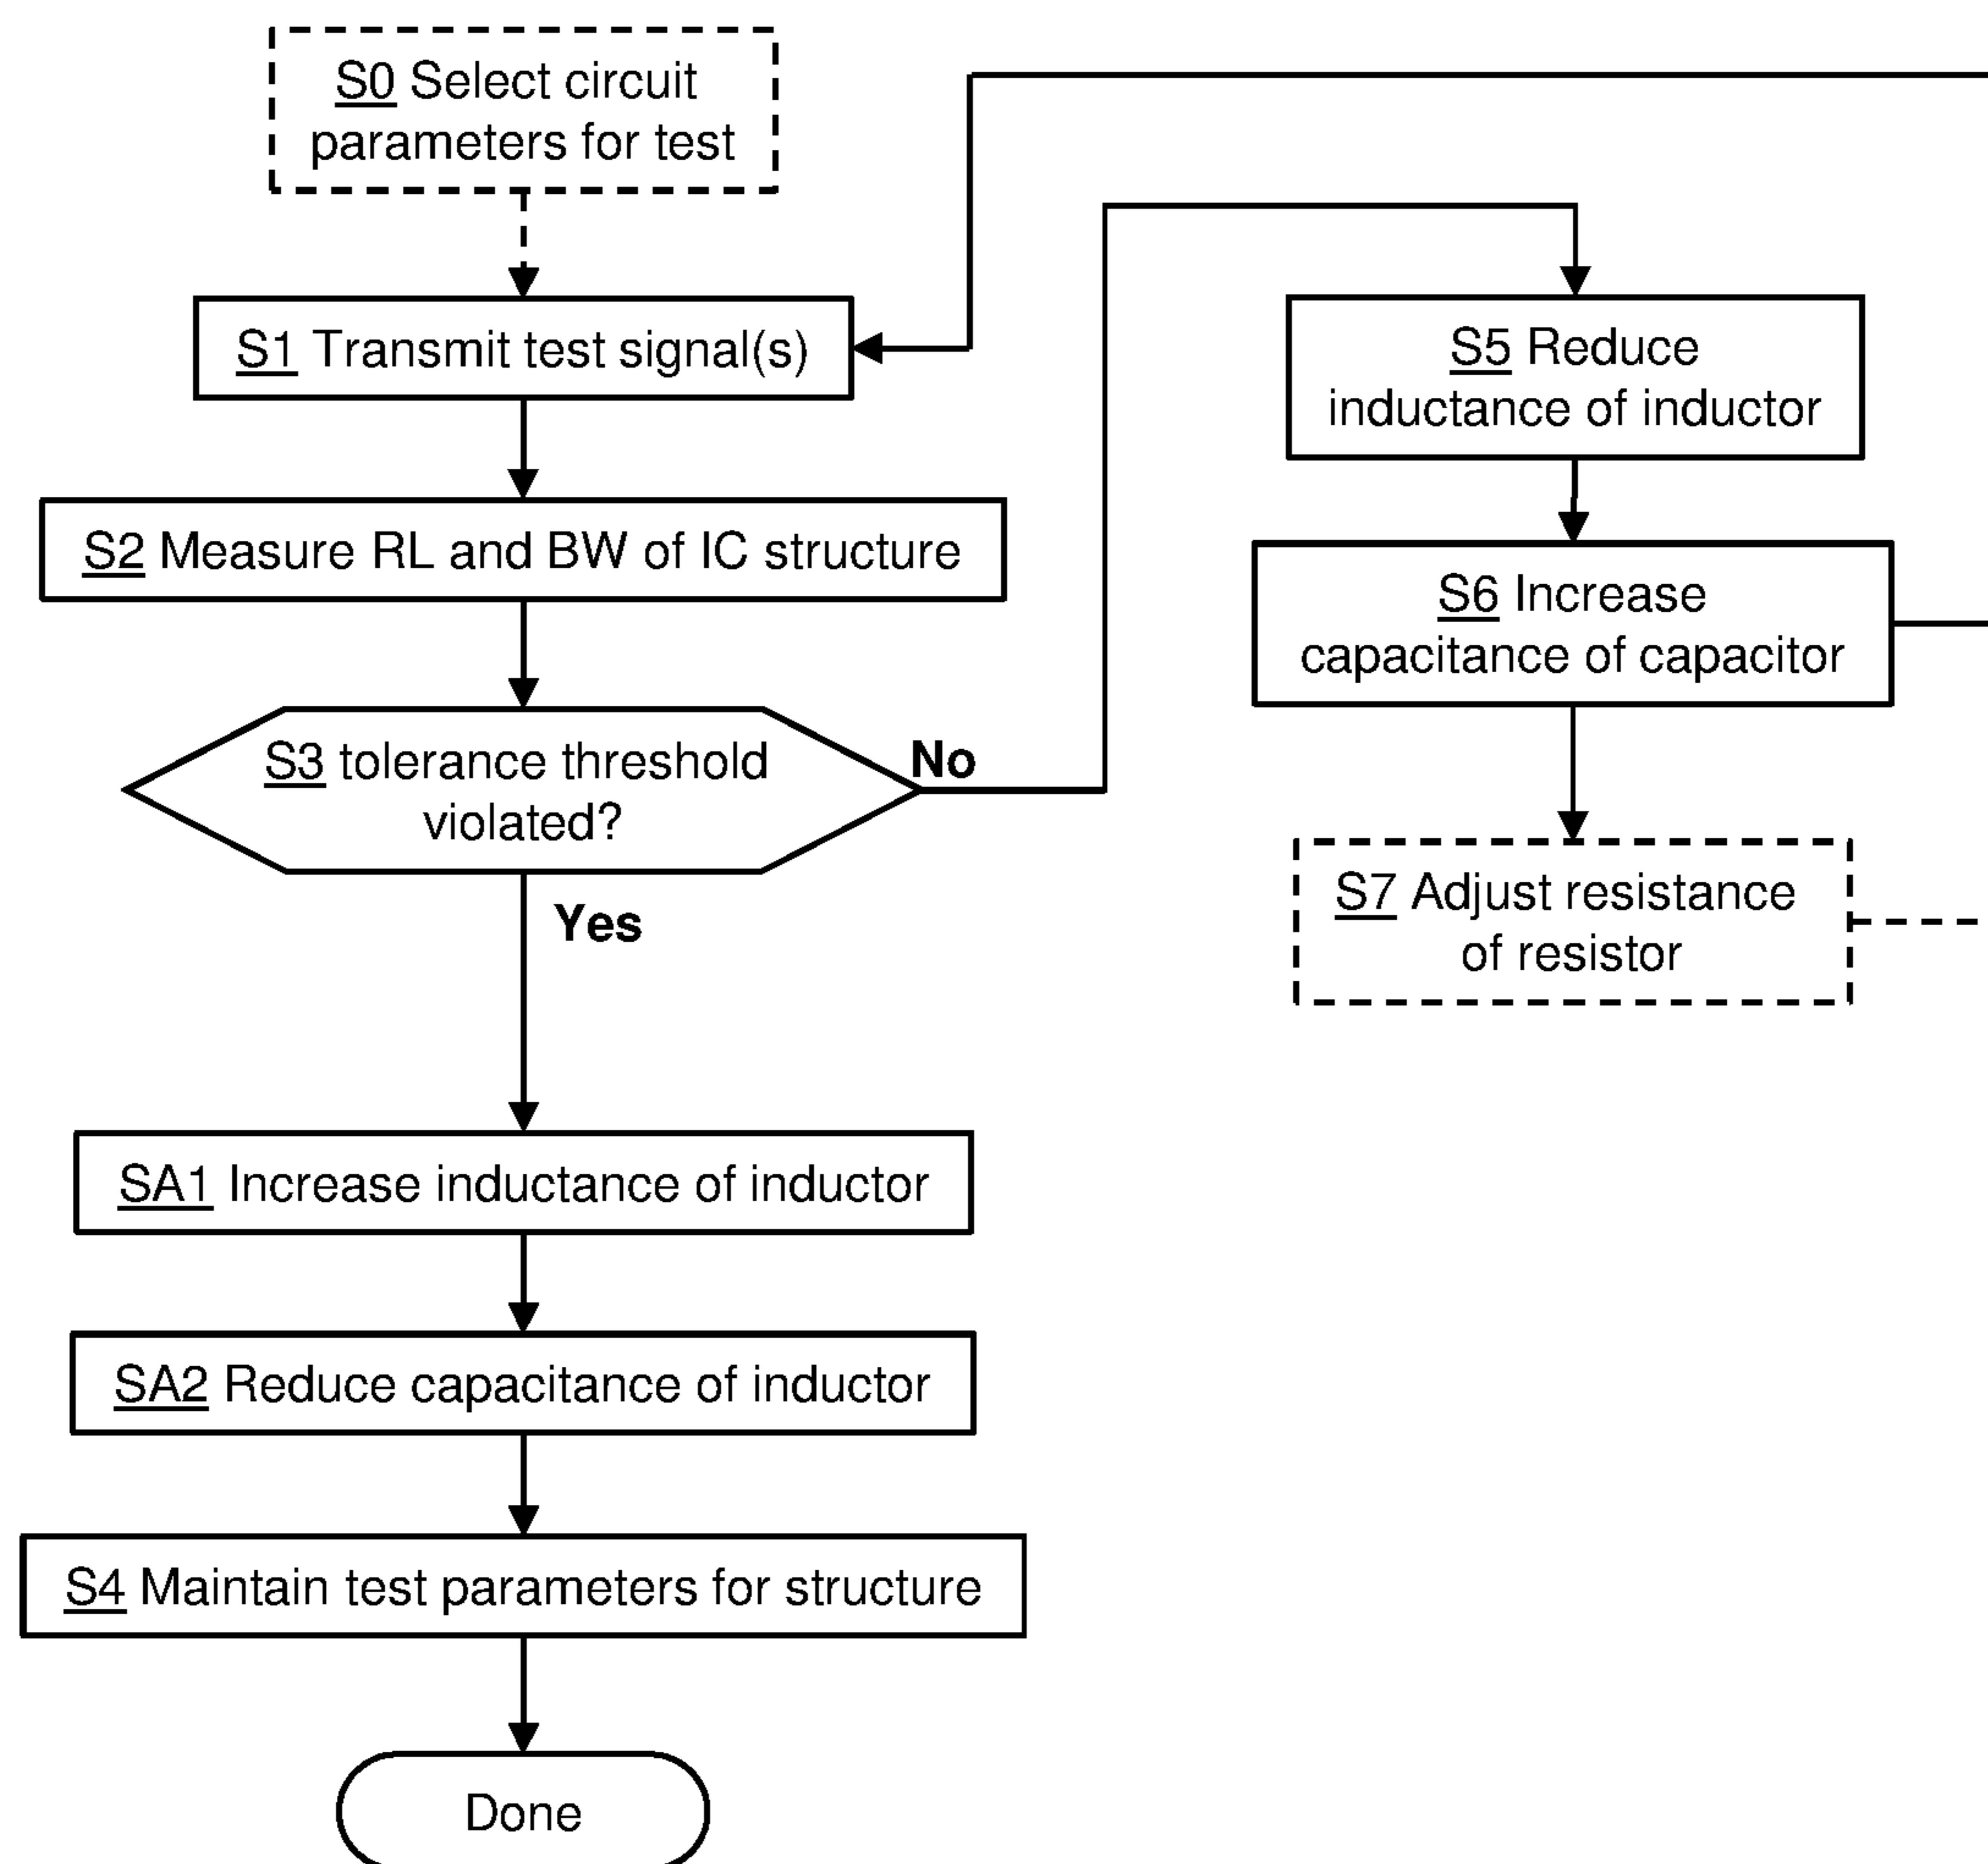 S0 Select circuit
parameters for test
S1 Transmit test signal(s)
S2 Measure RL and BW of IC structure
S3 tolerance threshold
violated?
No
Yes
SA1 Increase inductance of inductor
SA2 Reduce capacitance of inductor
S4 Maintain test parameters for structure
Done
S5 Reduce
inductance of inductor
S6 Increase
capacitance of capacitor
S7 Adjust resistance
of resistor